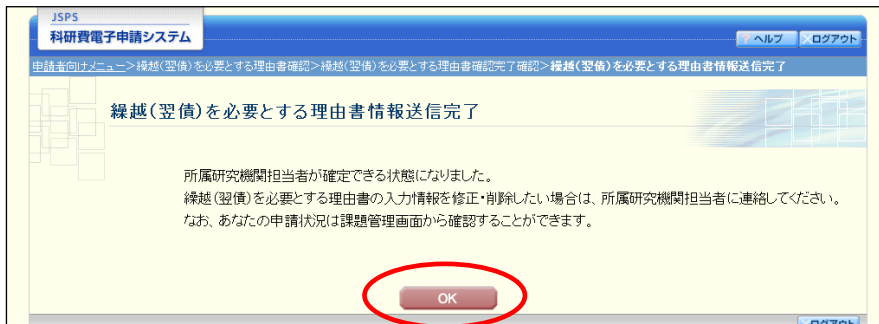 JSPS
科研費電子申請システム
? ヘルプ ×ログアウト
申請者向けメニュー>繰越(翌債)を必要とする理由書確認>繰越(翌債)を必要とする理由書確認完了確認>繰越(翌債)を必要とする理由書情報送信完了
繰越(翌債)を必要とする理由書情報送信完了
所属研究機関担当者が確定できる状態になりました。
繰越(翌債)を必要とする理由書の入力情報を修正・削除したい場合は、所属研究機関担当者に連絡してください。
なお、あなたの申請状況は課題管理画面から確認することができます。
OK
×ログアウト